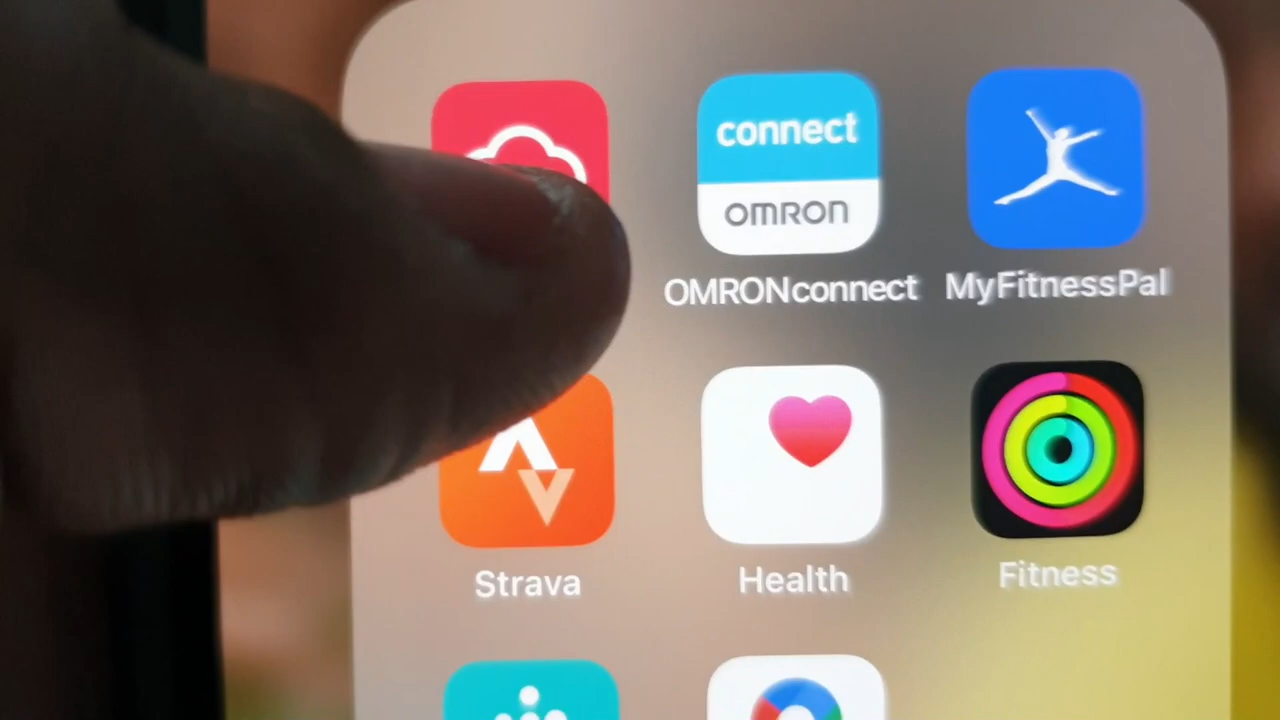 connect
OMRON
OMRONconnect
MyFitnessPal
Strava
Health
Fitness